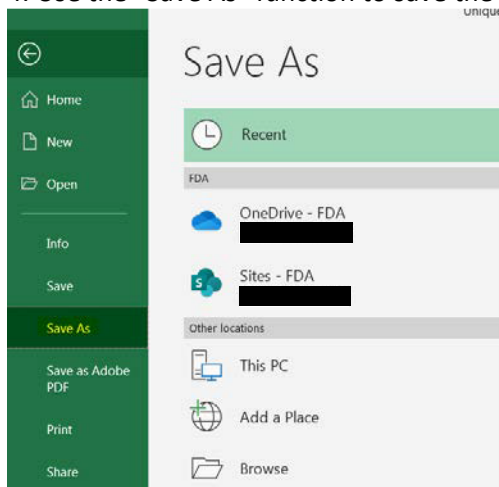 Unique
Save As
Home
New
Open
Info
Save
Save As
Save as Adobe
PDF
Print
Share
Recent
FDA
OneDrive - FDA
Sites - FDA
Other locations
This PC
Add a Place
Browse